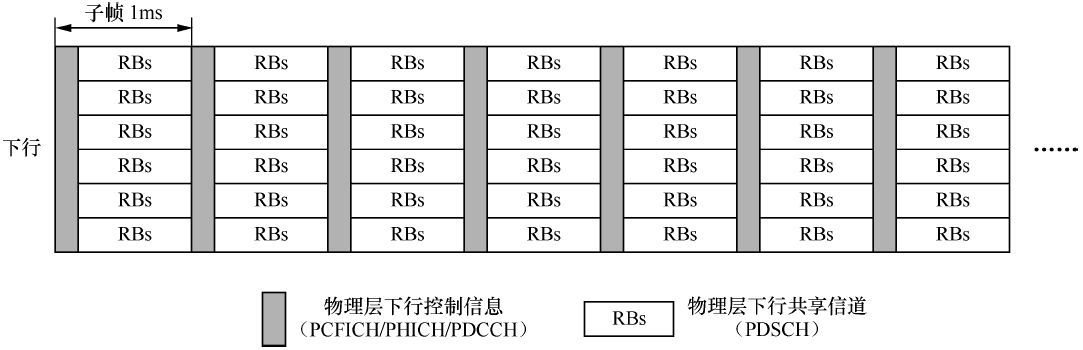 子帧 1ms
RBs RBs RBs RBs RBs RBs RBs
RBs RBs RBs RBs RBs RBs RBs
RBs RBs RBs RBs RBs RBs RBs
下行 ……
RBs RBs RBs RBs RBs RBs RBs
RBs RBs RBs RBs RBs RBs RBs
RBs RBs RBs RBs RBs RBs RBs
物理层下行控制信息
（PCFICH/PHICH/PDCCH）
RBs
物理层下行共享信道
（PDSCH）